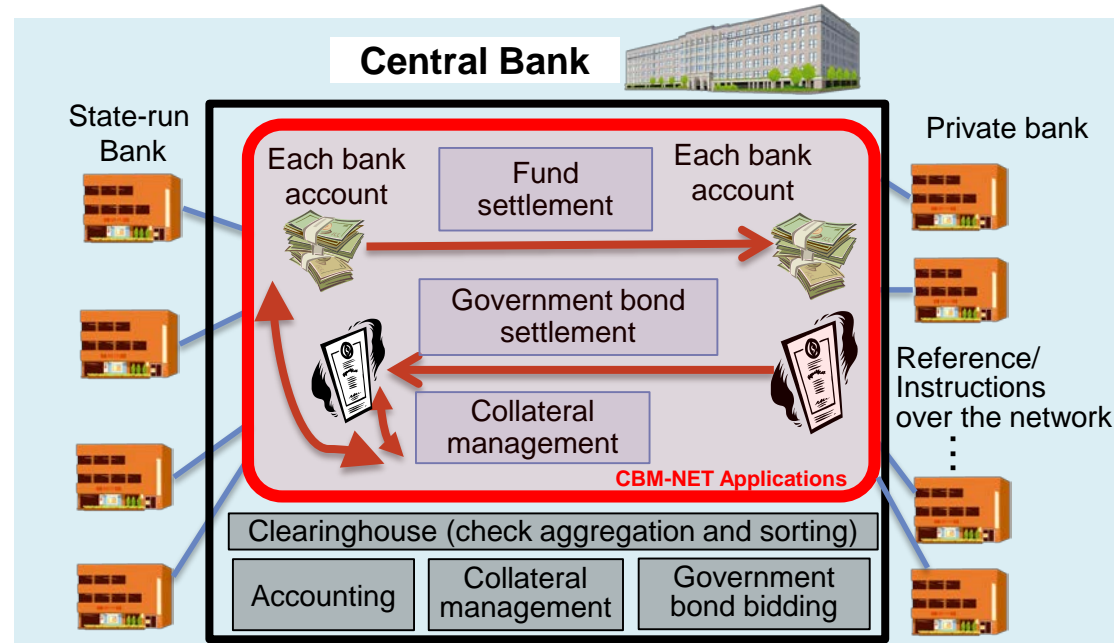 Central Bank
State-run
Bank
Private bank
Each bank
account
Fund
settlement
Each bank
account
Government bond
settlement
Reference/
Instructions
over the network
Collateral
management
CBM-NET Applications
Clearinghouse (check aggregation and sorting)
Accounting
Collateral
management
Government
bond bidding